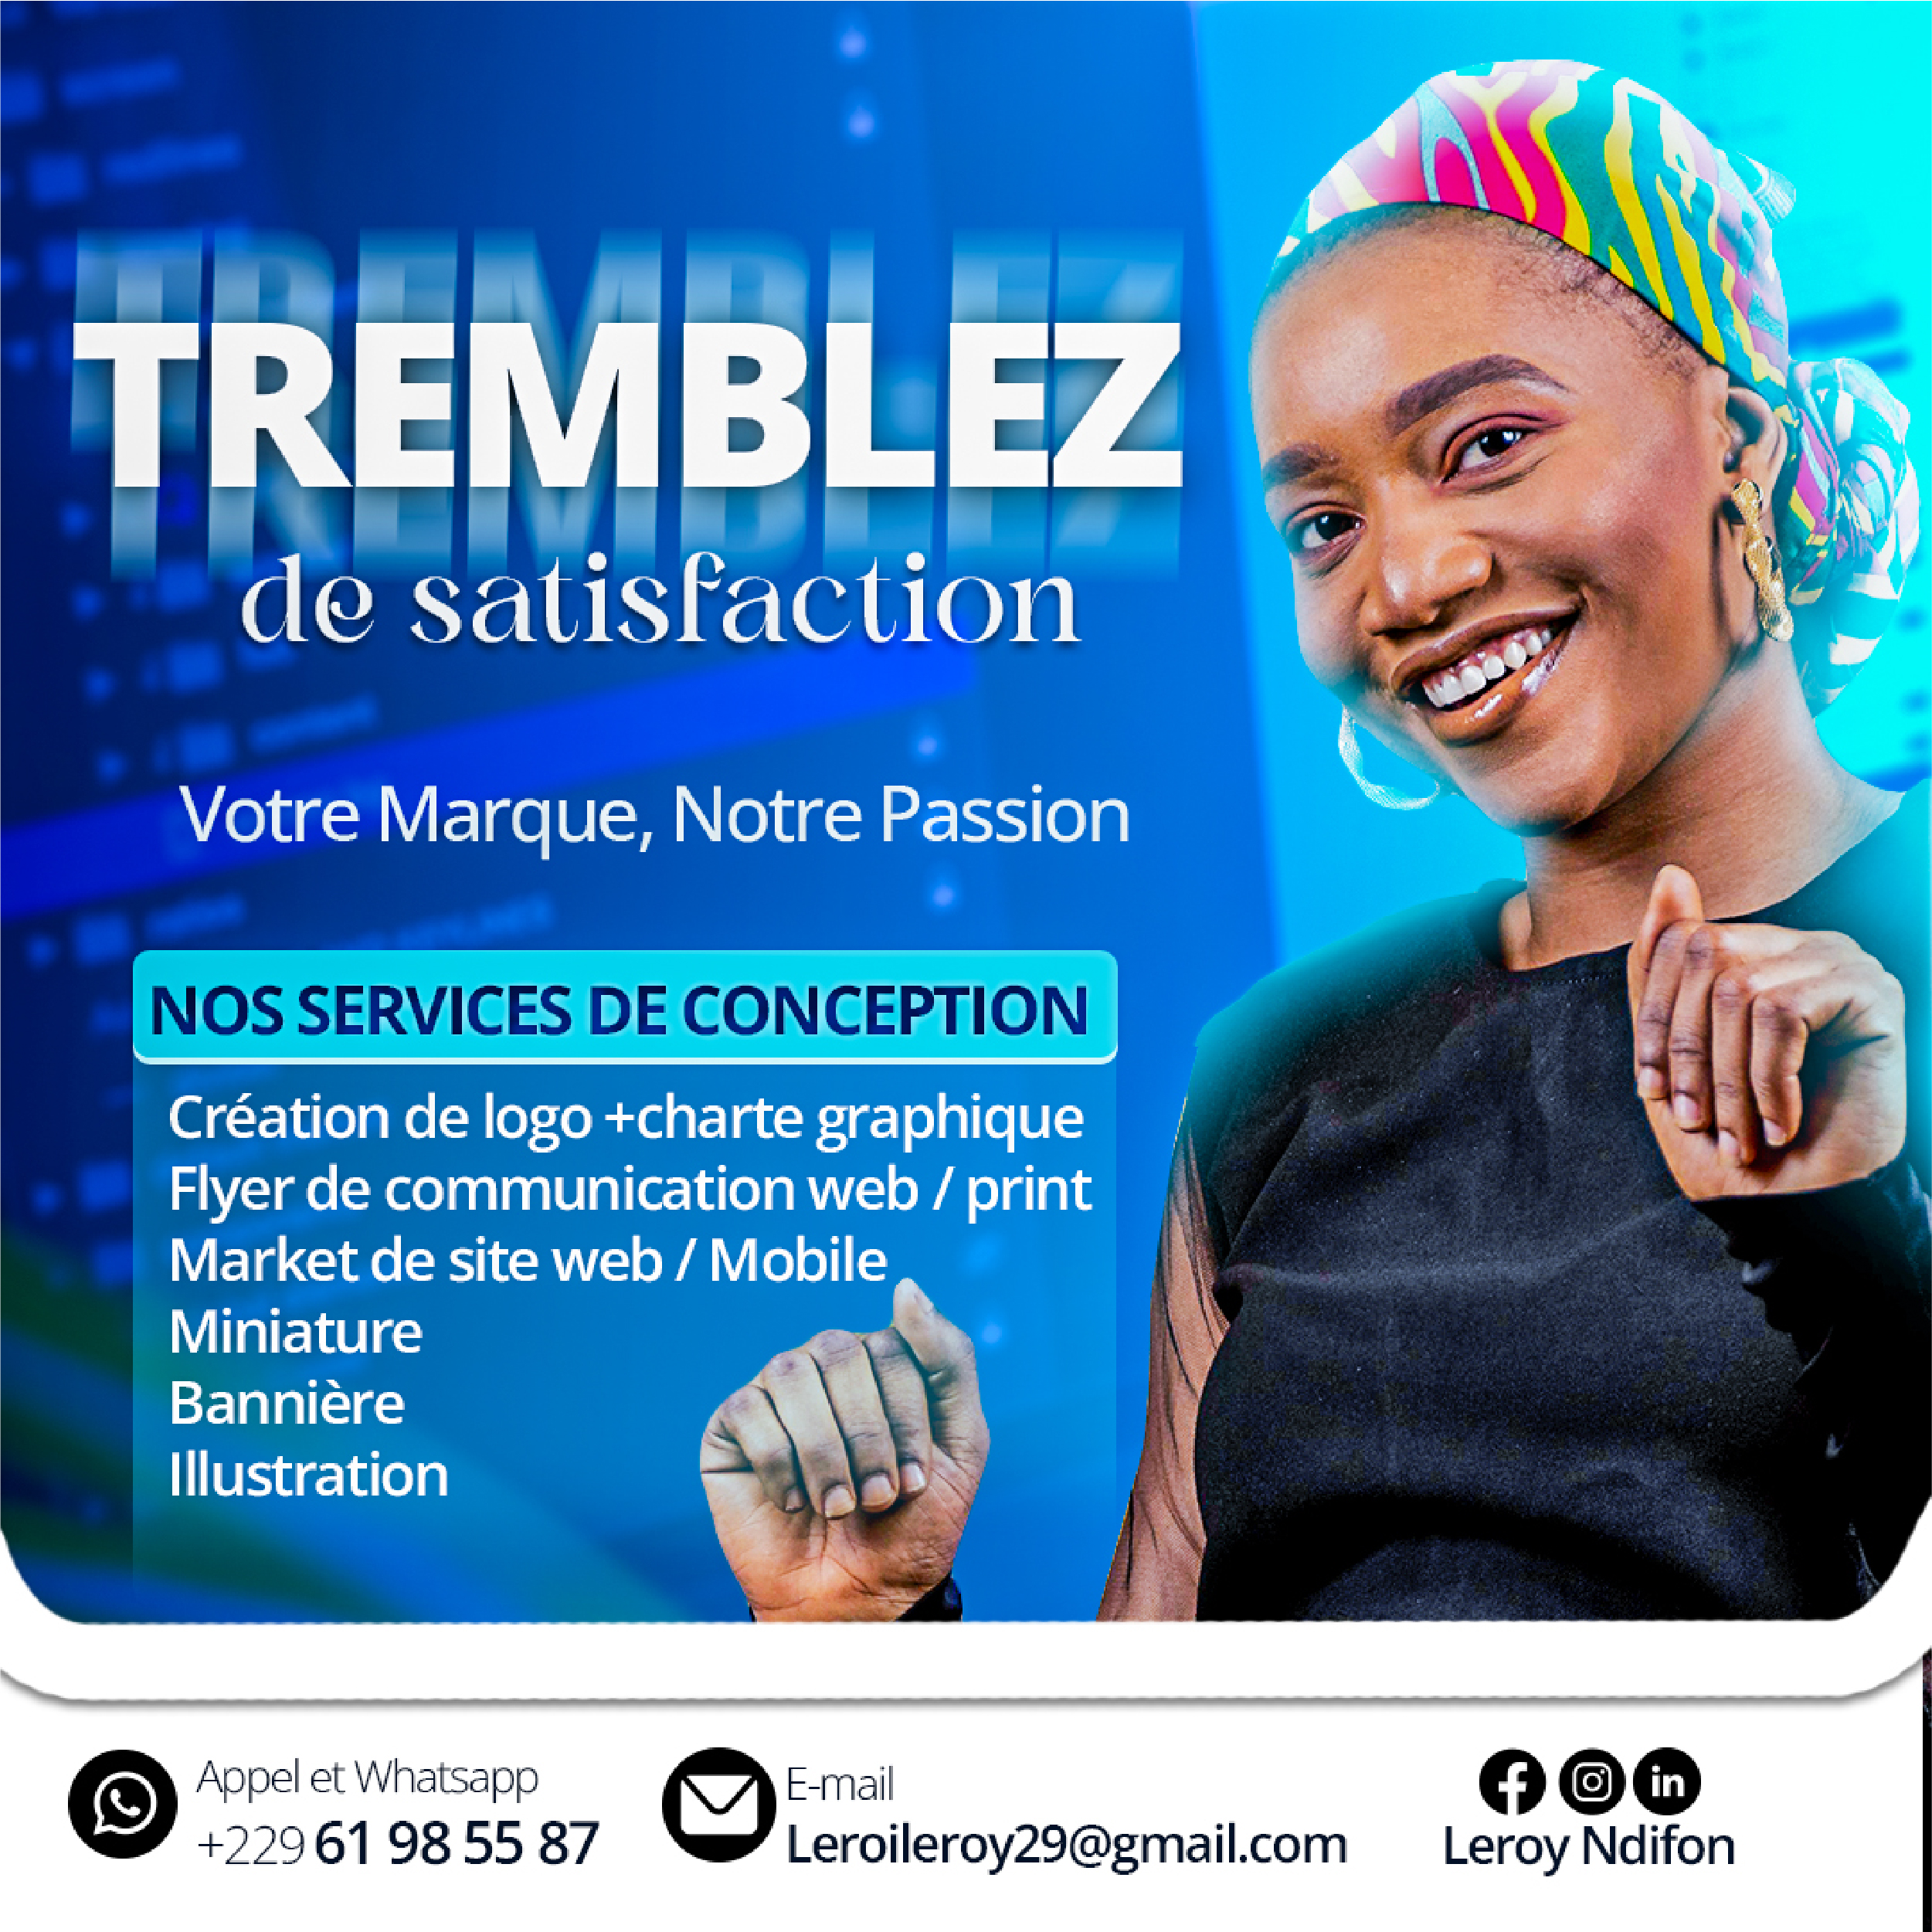 TREMBLEZ
de satisfaction
Votre Marque, Notre Passion
NOS SERVICES DE CONCEPTION
Création de logo +charte graphique
Flyer de communication web / print
Market de site web / Mobile
Miniature
Bannière
Illustration
Appel et Whatsapp
+229 61 98 55 87
E-mail
Leroileroy29@gmail.com
in
Leroy Ndifon